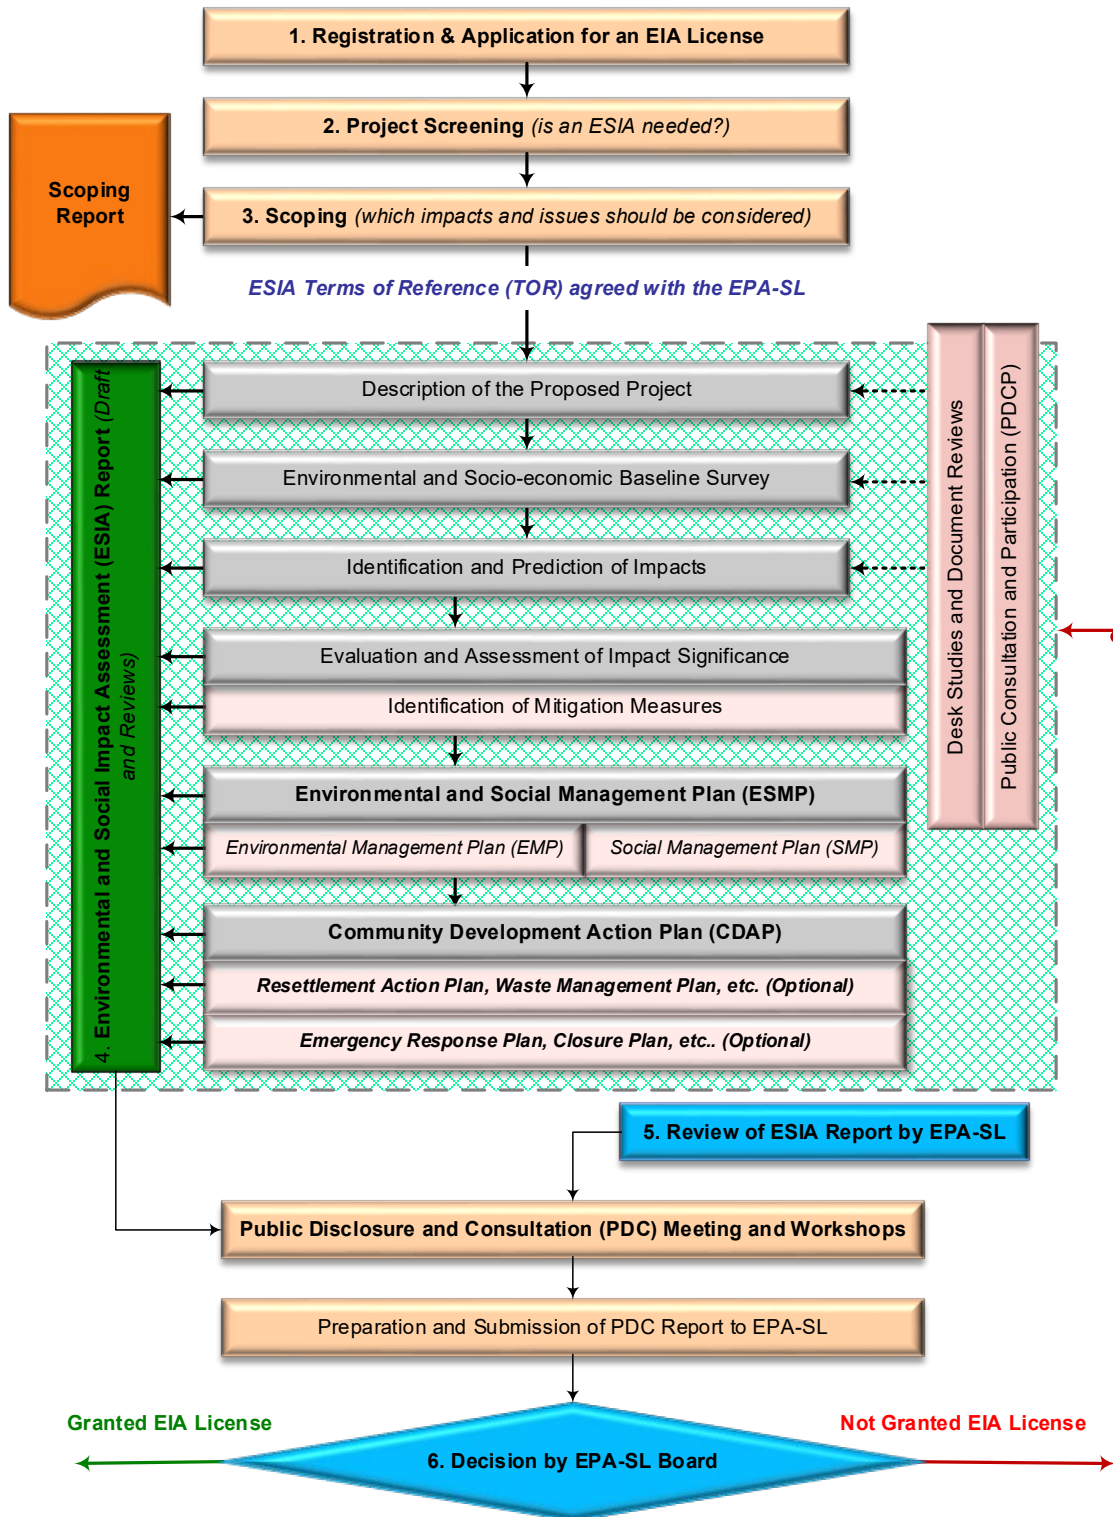 1. Registration & Application for an EIA License
2. Project Screening (is an ESIA needed?)
Scoping
Report
3. Scoping (which impacts and issues should be considered)
ESIA Terms of Reference (TOR) agreed with the EPA-SL
4. Environmental and Social Impact Assessment (ESIA) Report (Draft
and Reviews)
Description of the Proposed Project
Environmental and Socio-economic Baseline Survey
Identification and Prediction of Impacts
Evaluation and Assessment of Impact Significance
Identification of Mitigation Measures
Environmental and Social Management Plan (ESMP)
Environmental Management Plan (EMP)
Social Management Plan (SMP)
Community Development Action Plan (CDAP)
Resettlement Action Plan, Waste Management Plan, etc. (Optional)
Emergency Response Plan, Closure Plan, etc.. (Optional)
Desk Studies and Document Reviews
Public Consultation and Participation (PDCP)
5. Review of ESIA Report by EPA-SL
Public Disclosure and Consultation (PDC) Meeting and Workshops
Preparation and Submission of PDC Report to EPA-SL
Granted EIA License
Not Granted EIA License
6. Decision by EPA-SL Board